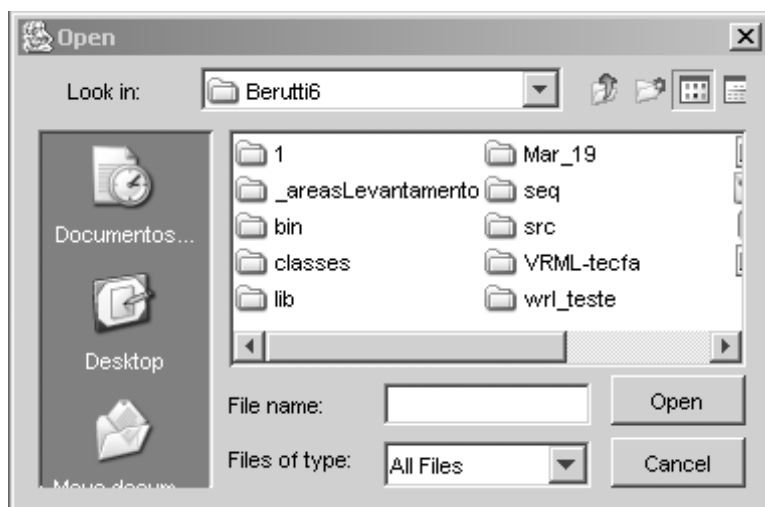 Open
Look in: Berutti6
1 Mar_19
_areasLevantamento seq
bin src
classes VRML-tecfa
lib wrl_teste
Documentos...
Desktop
File name: Open
Files of type: All Files Cancel